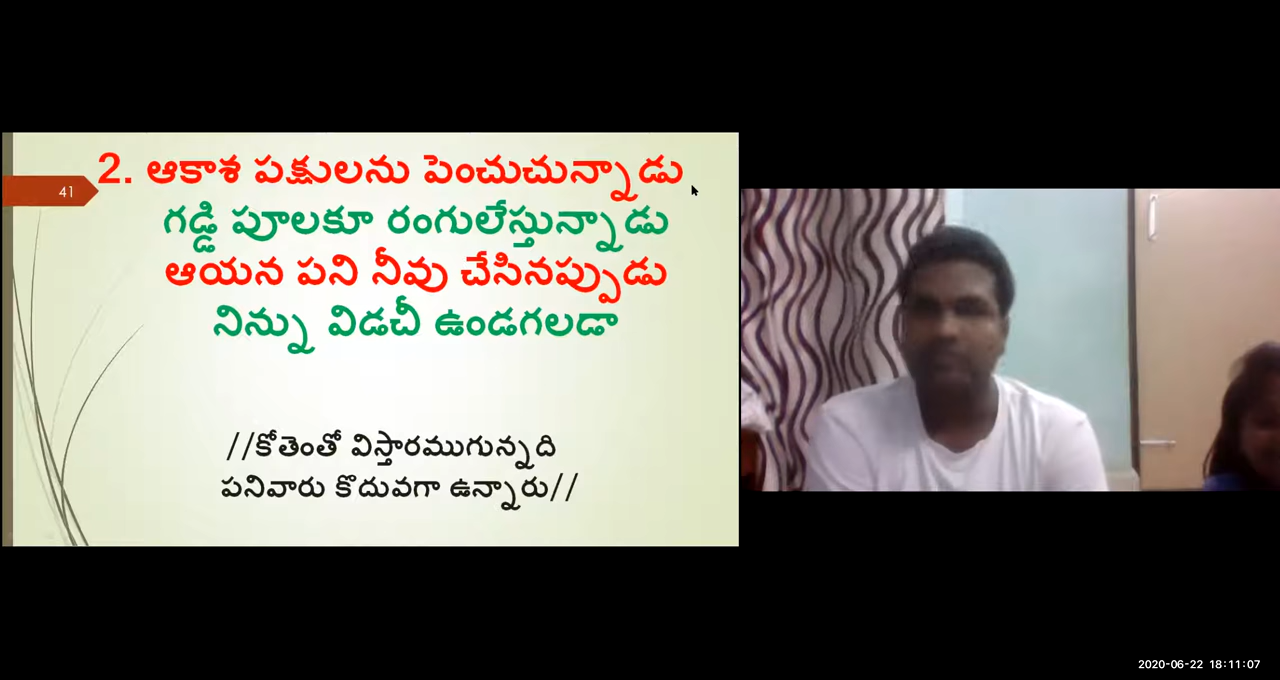 41
2. ఆకాశ పక్షులను పెంచుచున్నాడు
గడ్డి పూలకూ రంగులేస్తున్నాడు
ఆయన పని నీవు చేసినప్పుడు
నిన్ను విడచీ ఉండగలడా
//కోతెంతో విస్తారముగున్నది
పనివారు కొదువగా ఉన్నారు//
2020-06-22 18:11:07